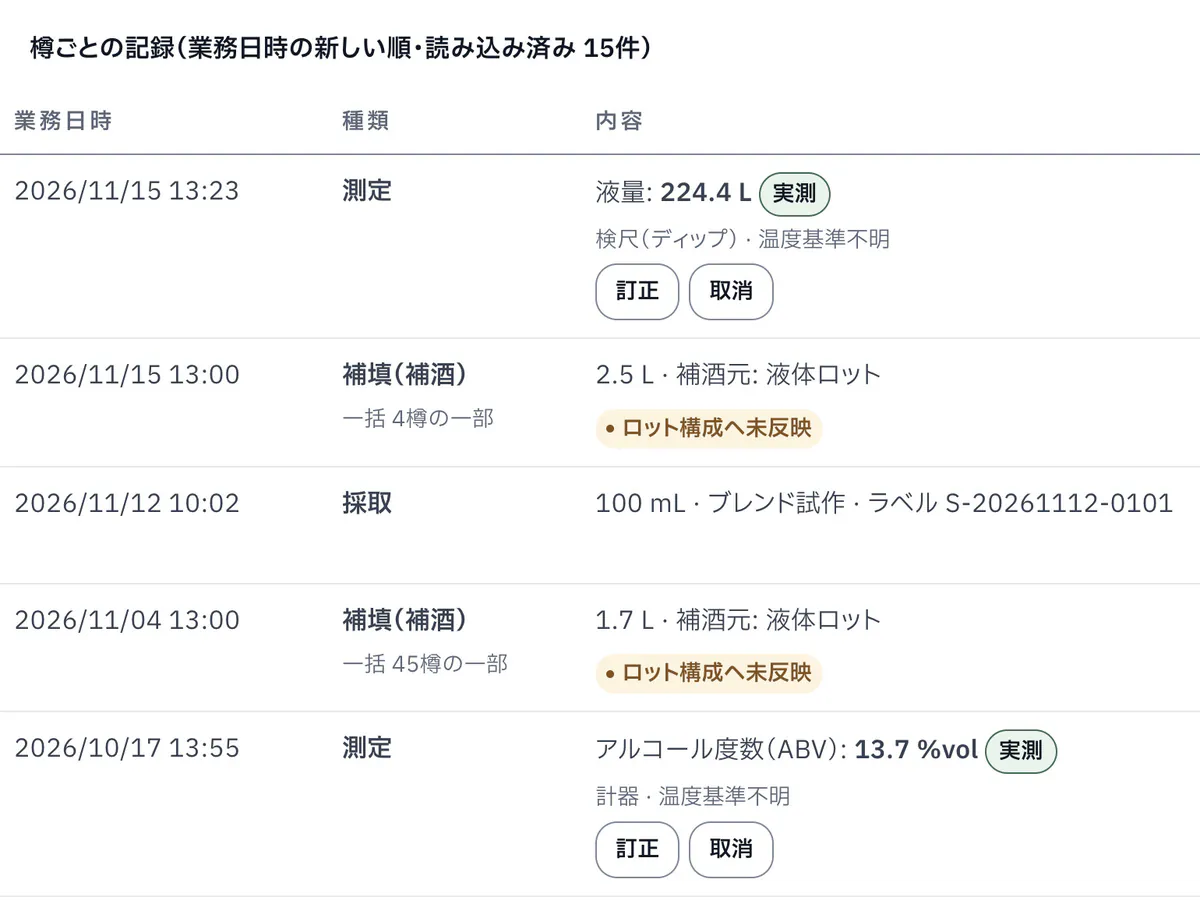 樽ごとの記録（業務日時の新しい順・読み込み済み 15件）
業務日時 種類 内容
2026/11/15 13:23 測定 液量: 224.4 L 実測
検尺（ディップ）· 温度基準不明
訂正 取消
2026/11/15 13:00 補填（補酒） 2.5 L · 補酒元: 液体ロット
一括 4樽の一部 • ロット構成へ未反映
2026/11/12 10:02 採取 100 mL · ブレンド試作 · ラベル S-20261112-0101
2026/11/04 13:00 補填（補酒） 1.7 L · 補酒元: 液体ロット
一括 45樽の一部 • ロット構成へ未反映
2026/10/17 13:55 測定 アルコール度数（ABV）: 13.7 %vol 実測
計器 · 温度基準不明
訂正 取消